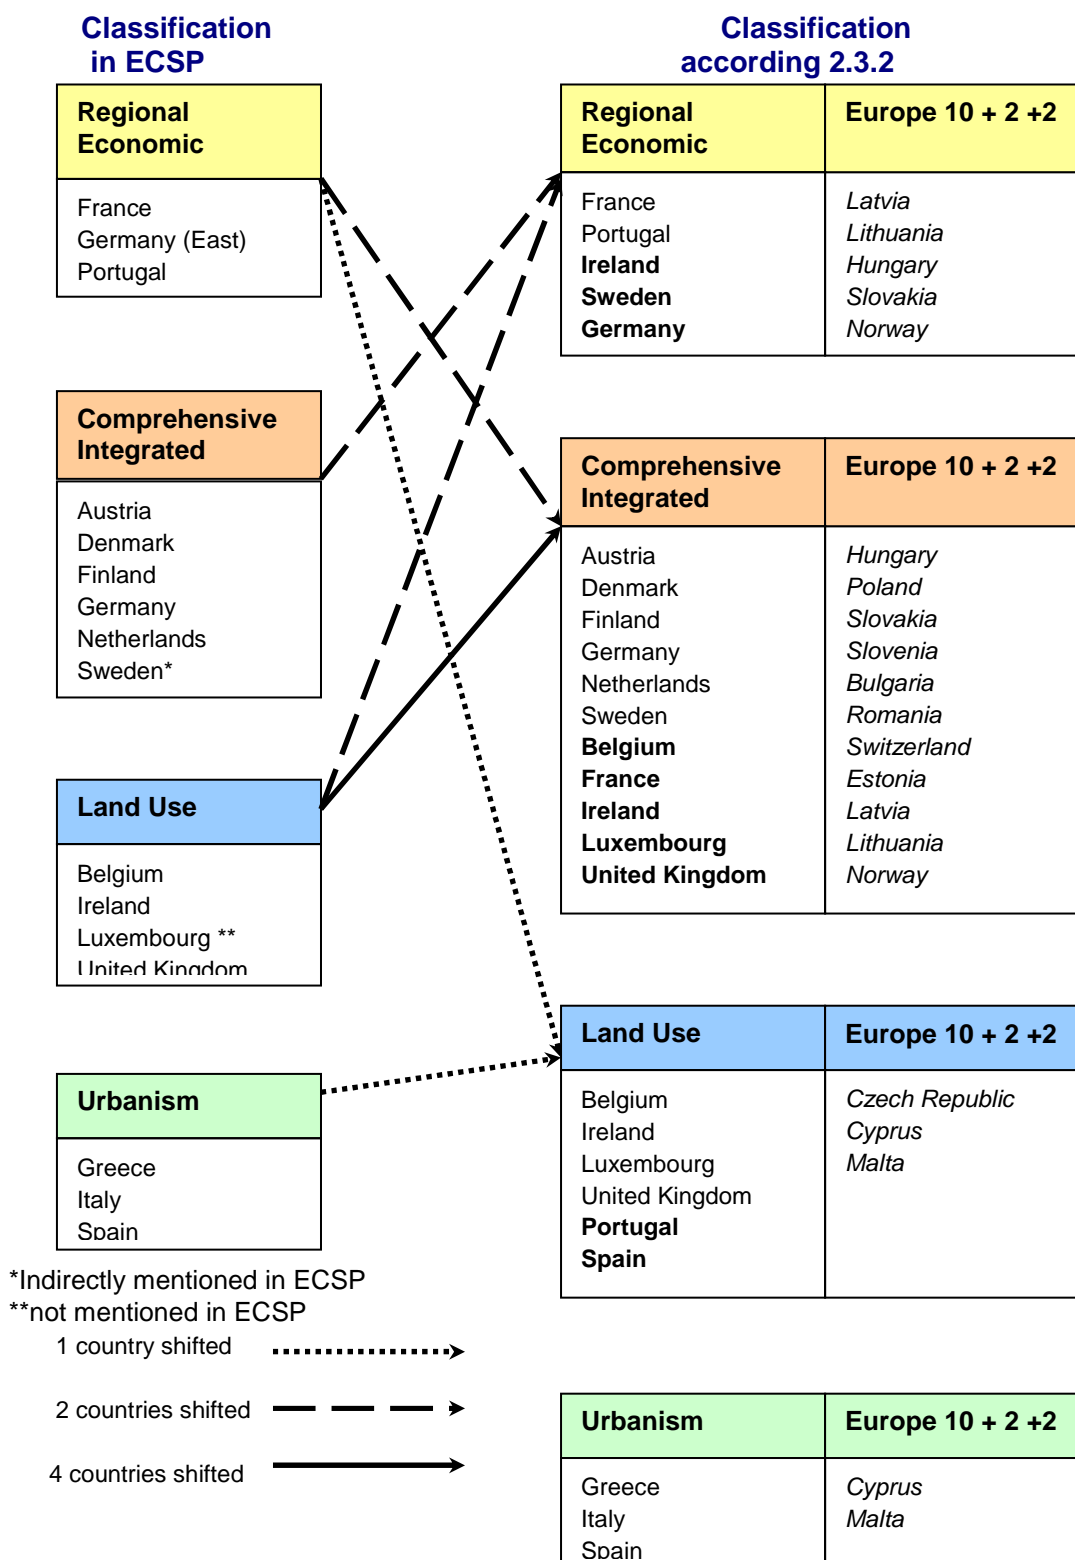 Classification
in ECSP
Regional
Economic
France
Germany (East)
Portugal
Comprehensive
Integrated
Austria
Denmark
Finland
Germany
Netherlands
Sweden*
Land Use
Belgium
Ireland
Luxembourg **
United Kingdom
Urbanism
Greece
Italy
Spain
*Indirectly mentioned in ECSP
**not mentioned in ECSP
1 country shifted
2 countries shifted
4 countries shifted
Classification
according 2.3.2
Regional
Economic
Europe 10 + 2 +2
France
Portugal
Ireland
Sweden
Germany
Latvia
Lithuania
Hungary
Slovakia
Norway
Comprehensive
Integrated
Europe 10 + 2 +2
Austria
Denmark
Finland
Germany
Netherlands
Sweden
Belgium
France
Ireland
Luxembourg
United Kingdom
Hungary
Poland
Slovakia
Slovenia
Bulgaria
Romania
Switzerland
Estonia
Latvia
Lithuania
Norway
Land Use
Europe 10 + 2 +2
Belgium
Ireland
Luxembourg
United Kingdom
Portugal
Spain
Czech Republic
Cyprus
Malta
Urbanism
Europe 10 + 2 +2
Greece
Italy
Spain
Cyprus
Malta